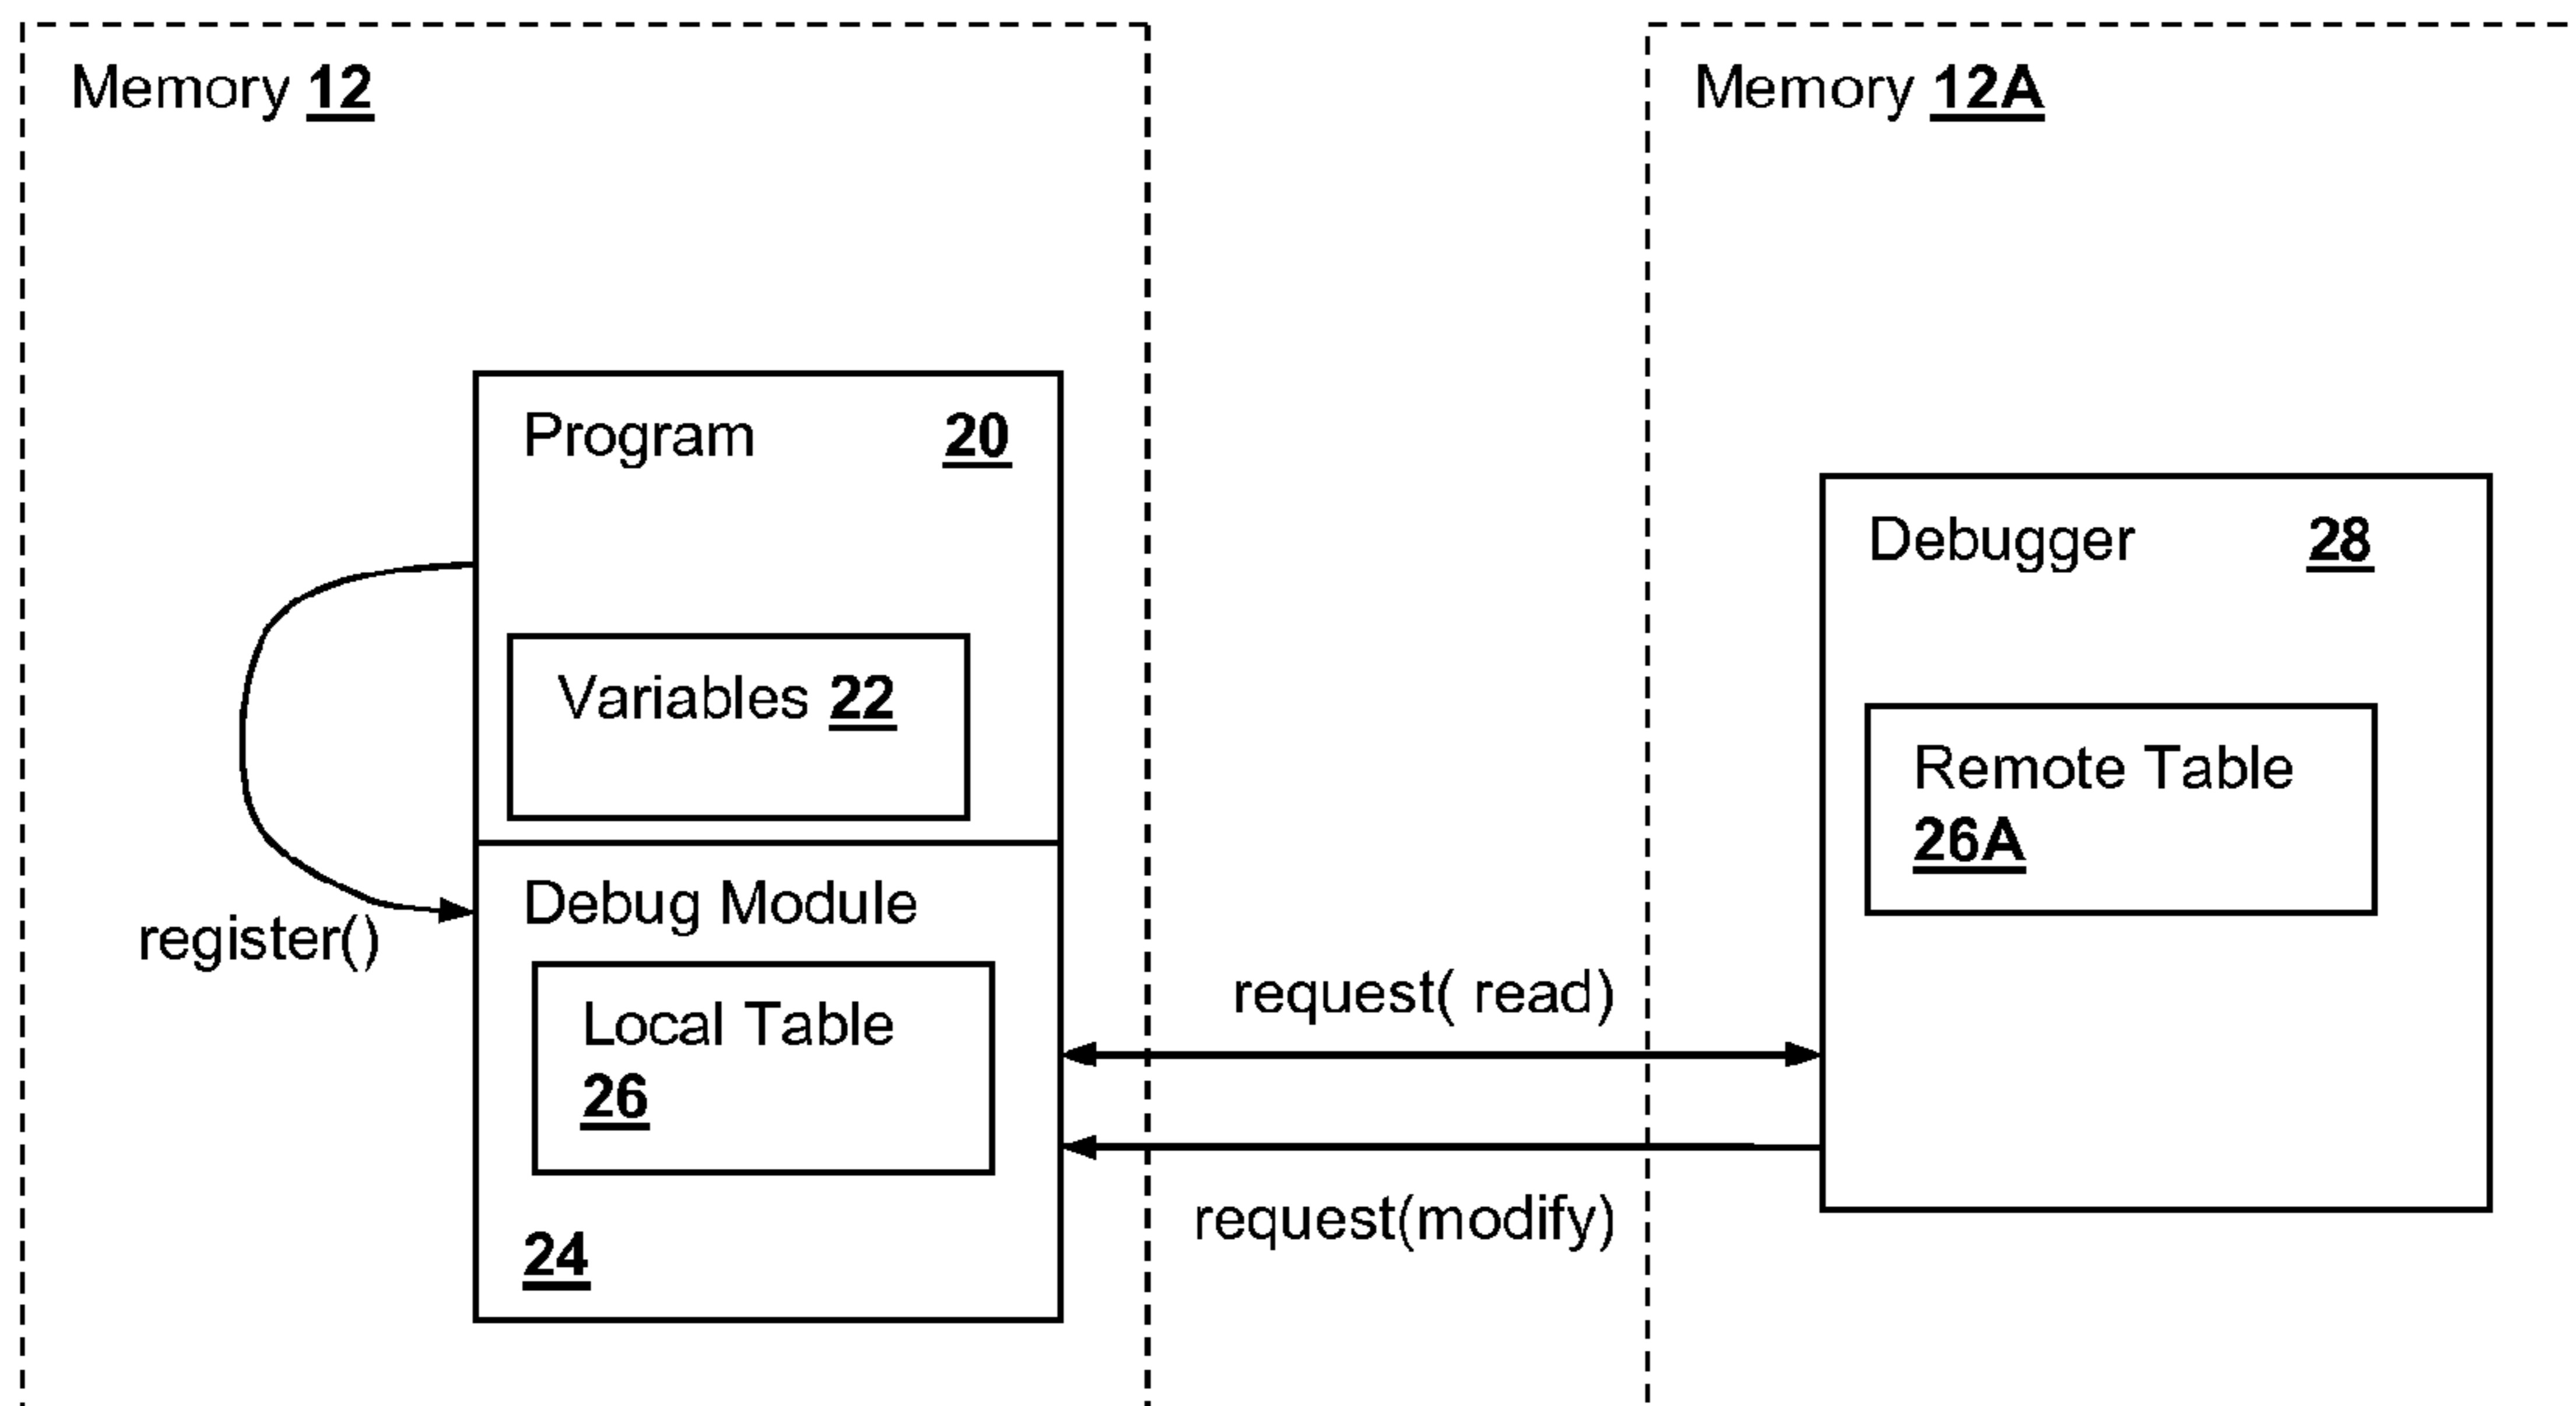 Memory 12
Memory 12A
Program 20
Variables 22
register()
Debug Module
Local Table
26
24
request( read)
request(modify)
Debugger 28
Remote Table
26A